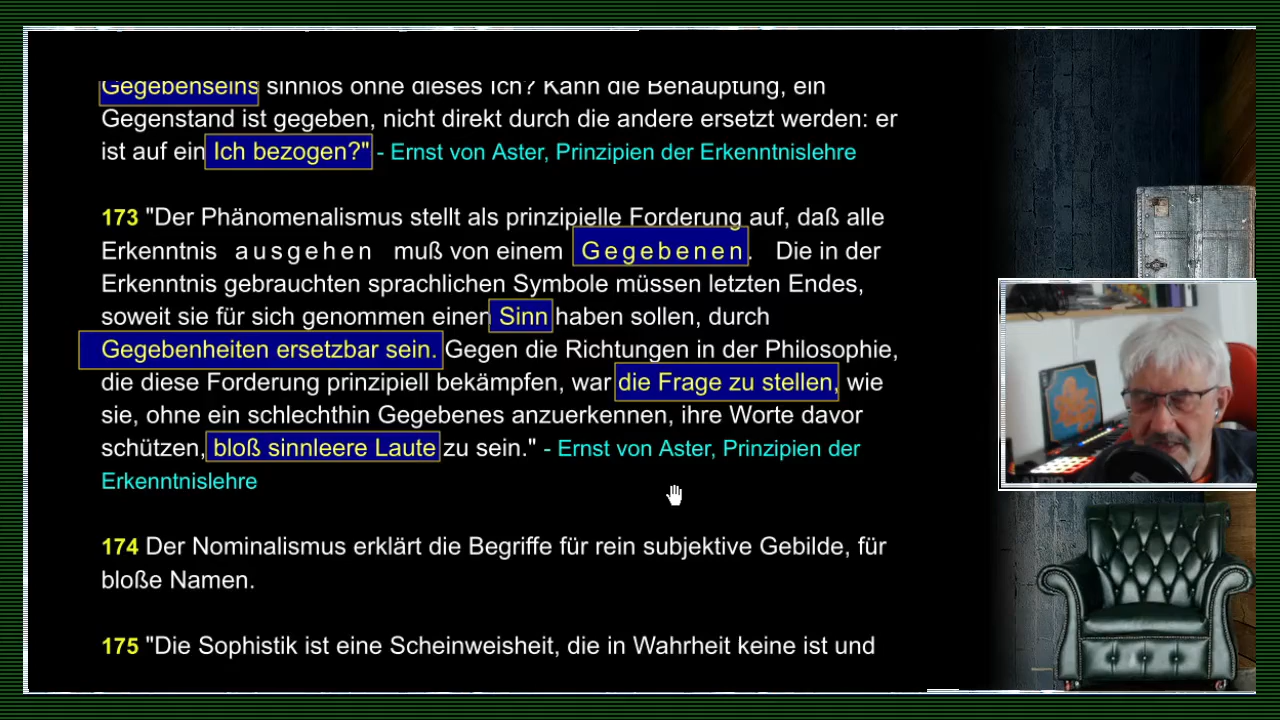 Gegebenseins sinnlos ohne dieses Ich? Kann die Behauptung, ein
Gegenstand ist gegeben, nicht direkt durch die andere ersetzt werden: er
ist auf ein Ich bezogen?" - Ernst von Aster, Prinzipien der Erkenntnislehre
173 "Der Phänomenalismus stellt als prinzipielle Forderung auf, daß alle
Erkenntnis ausgehen muß von einem Gegebenen. Die in der
Erkenntnis gebrauchten sprachlichen Symbole müssen letzten Endes,
soweit sie für sich genommen einen Sinn haben sollen, durch
Gegebenheiten ersetzbar sein. Gegen die Richtungen in der Philosophie,
die diese Forderung prinzipiell bekämpfen, war die Frage zu stellen, wie
sie, ohne ein schlechthin Gegebenes anzuerkennen, ihre Worte davor
schützen, bloß sinnleere Laute zu sein." - Ernst von Aster, Prinzipien der
Erkenntnislehre
174 Der Nominalismus erklärt die Begriffe für rein subjektive Gebilde, für
bloße Namen.
175 "Die Sophistik ist eine Scheinweisheit, die in Wahrheit keine ist und